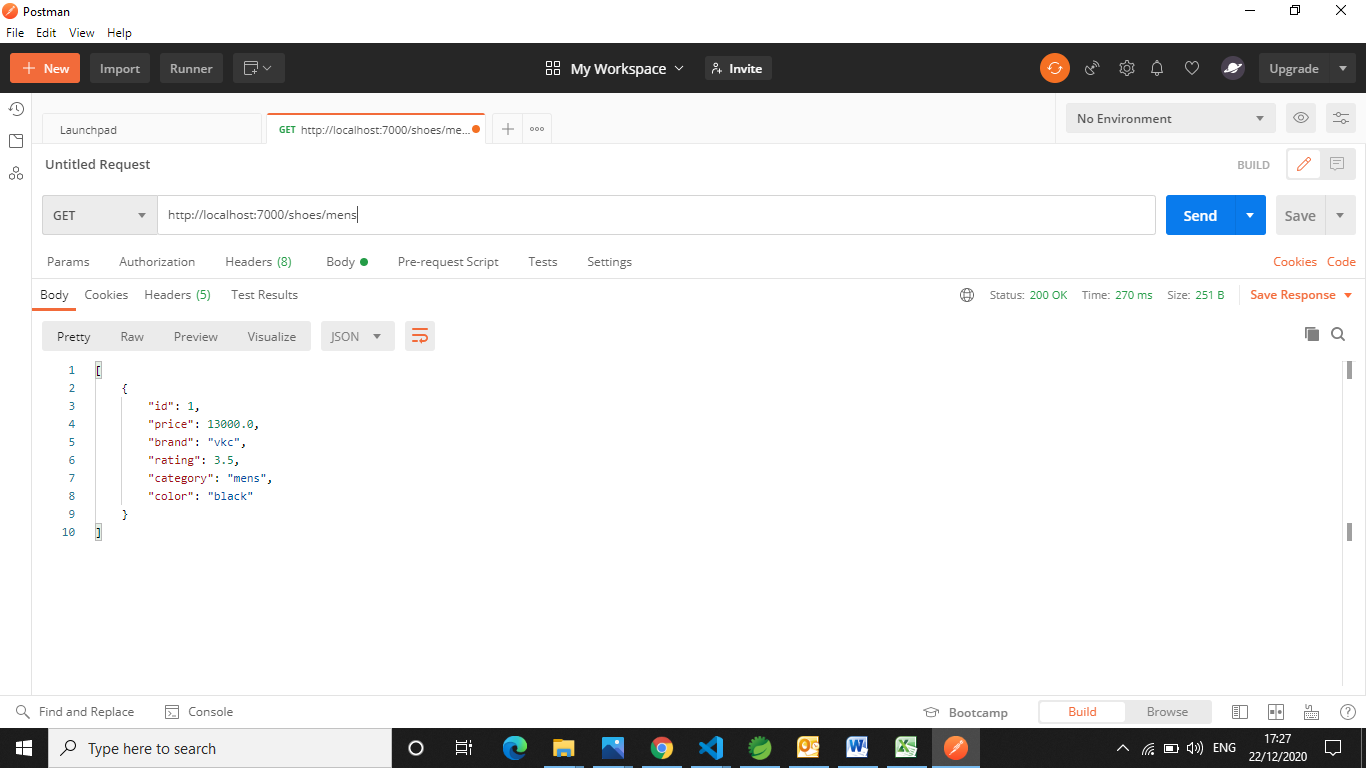 Postman
File Edit View Help
New Import Runner My Workspace Invite Upgrade
Launchpad GET http://localhost:7000/shoes/me... No Environment
Untitled Request BUILD
GET http://localhost:7000/shoes/mens Send Save
Params Authorization Headers (8) Body Pre-request Script Tests Settings Cookies Code
Body Cookies Headers (5) Test Results Status: 200 OK Time: 270 ms Size: 251 B Save Response
Pretty Raw Preview Visualize JSON
1 [
2 {
3 "id": 1,
4 "price": 13000.0,
5 "brand": "vkc",
6 "rating": 3.5,
7 "category": "mens",
8 "color": "black"
9 }
10 ]
Find and Replace Console Bootcamp Build Browse
Type here to search ENG 17:27
22/12/2020